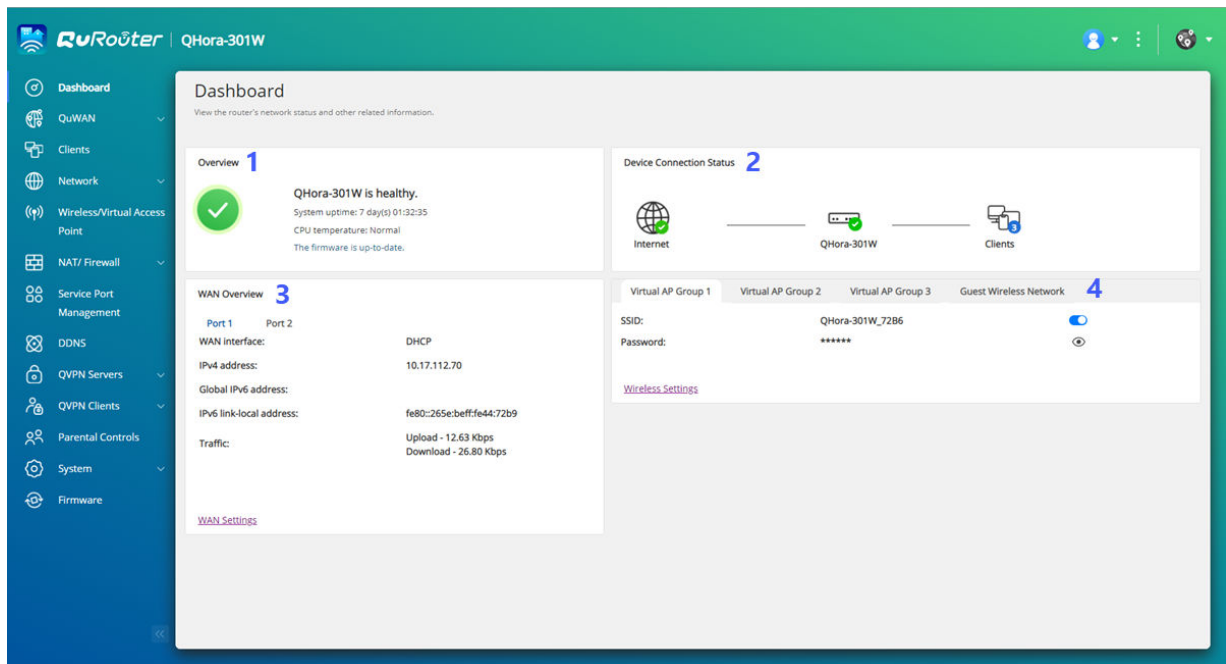 QuRouter | QHora-301W
Dashboard
QuWAN
Clients
Network
Wireless/Virtual Access
Point
NAT/ Firewall
Service Port
Management
DDNS
QVPN Servers
QVPN Clients
Parental Controls
System
Firmware
Dashboard
View the router's network status and other related information.
Overview 1
QHora-301W is healthy.
System uptime: 7 day(s) 01:32:35
CPU temperature: Normal
The firmware is up-to-date.
Device Connection Status 2
Internet
QHora-301W
3
Clients
WAN Overview 3
Port 1 Port 2
WAN interface: DHCP
IPv4 address: 10.17.112.70
Global IPv6 address:
IPv6 link-local address: fe80::265e:beff:fe44:72b9
Traffic: Upload - 12.63 Kbps
Download - 26.80 Kbps
WAN Settings
Virtual AP Group 1 Virtual AP Group 2 Virtual AP Group 3 Guest Wireless Network 4
SSID: QHora-301W_72B6
Password: ******
Wireless Settings